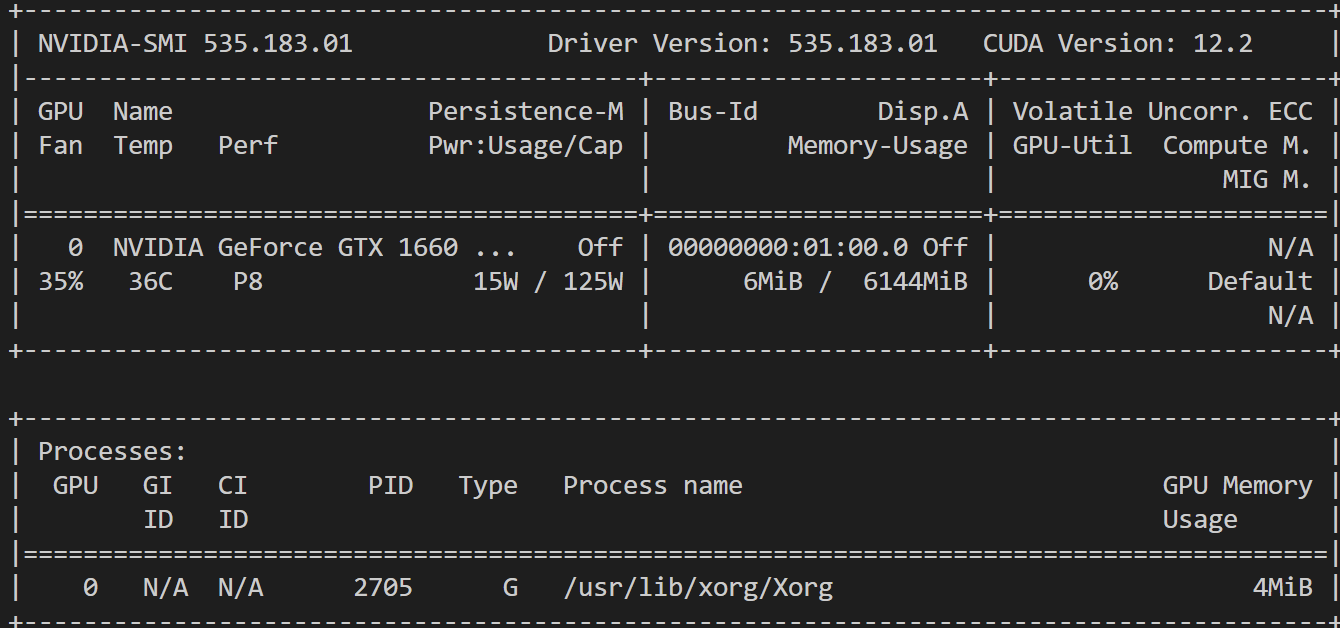 +---------------------------------------------------------------------------------------+
| NVIDIA-SMI 535.183.01             Driver Version: 535.183.01   CUDA Version: 12.2     |
|-----------------------------------------+----------------------+----------------------+
| GPU  Name                 Persistence-M | Bus-Id        Disp.A | Volatile Uncorr. ECC |
| Fan  Temp   Perf          Pwr:Usage/Cap |         Memory-Usage | GPU-Util  Compute M. |
|                                         |                      |               MIG M. |
|=========================================+======================+======================|
|   0  NVIDIA GeForce GTX 1660 ...    Off | 00000000:01:00.0 Off |                  N/A |
| 35%   36C    P8              15W / 125W |      6MiB /  6144MiB |      0%      Default |
|                                         |                      |                  N/A |
+-----------------------------------------+----------------------+----------------------+

+---------------------------------------------------------------------------------------+
| Processes:                                                                            |
|  GPU   GI   CI        PID   Type   Process name                            GPU Memory |
|        ID   ID                                                             Usage      |
|=======================================================================================|
|    0   N/A  N/A      2705      G   /usr/lib/xorg/Xorg                            4MiB |
+---------------------------------------------------------------------------------------+